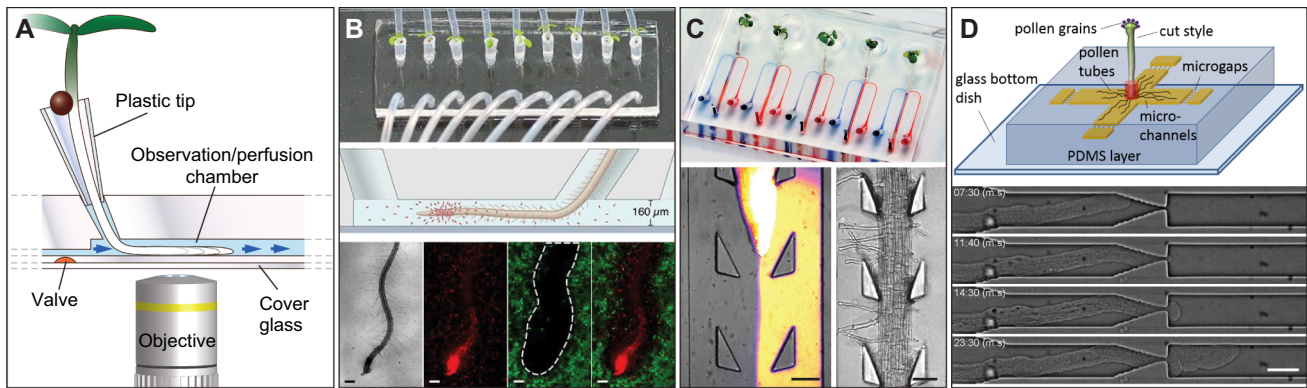 A
Plastic tip
Observation/perfusion
chamber
Valve
Cover
glass
Objective
B
160 µm
C
D
pollen grains
cut style
pollen
tubes
microgaps
glass bottom
dish
micro-
channels
PDMS layer
07:30 (m:s)
11:40 (m:s)
14:30 (m:s)
23:30 (m:s)